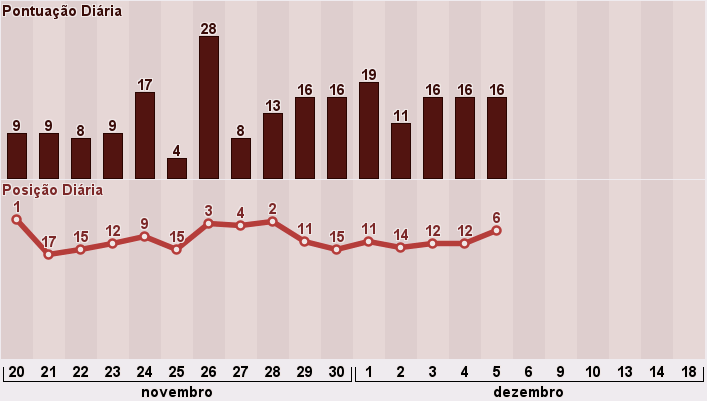 Pontuação Diária
9 9 8 9 17 4 28 8 13 16 16 19 11 16 16 16
Posição Diária
1 17 15 12 9 15 3 4 2 11 15 11 14 12 12 6
20 21 22 23 24 25 26 27 28 29 30 1 2 3 4 5 6 9 10 13 14 18
novembro dezembro